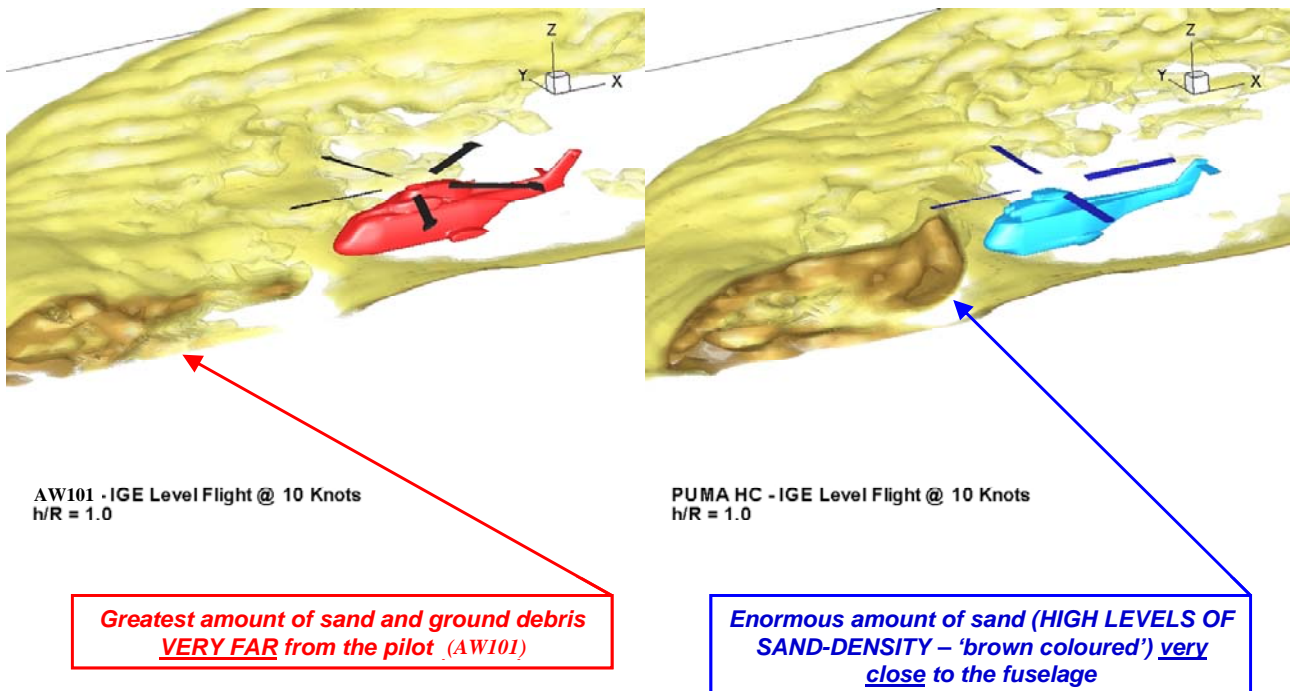 Z
Y
X
Z
Y
X
AW101 - IGE Level Flight @ 10 Knots
h/R = 1.0
PUMA HC - IGE Level Flight @ 10 Knots
h/R = 1.0
Greatest amount of sand and ground debris
VERY FAR from the pilot (AW101)
Enormous amount of sand (HIGH LEVELS OF
SAND-DENSITY – ‘brown coloured’) very
close to the fuselage